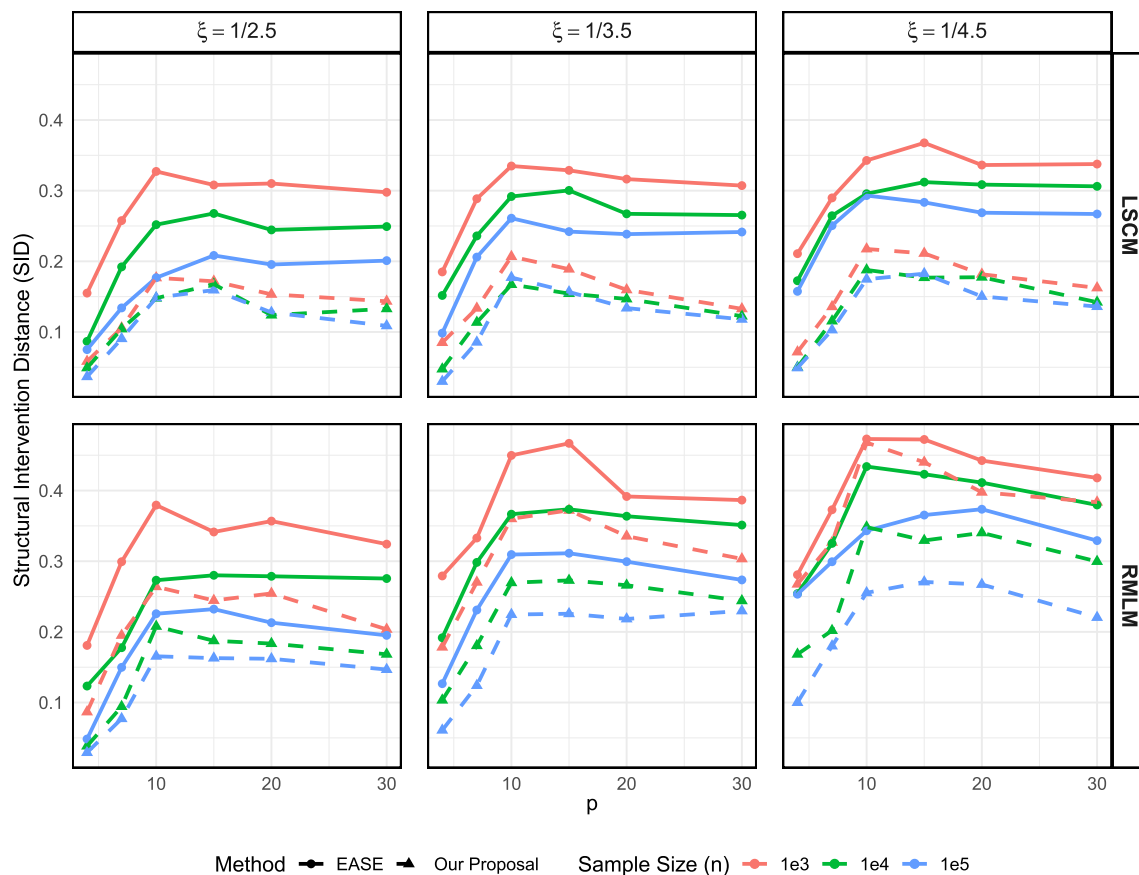 ξ = 1/2.5
ξ = 1/3.5
ξ = 1/4.5
Structural Intervention Distance (SID)
0.4
0.3
0.2
0.1
LSCM
0.4
0.3
0.2
0.1
RMLM
10 20 30
10 20 30
10 20 30
p
Method EASE Our Proposal Sample Size (n) 1e3 1e4 1e5